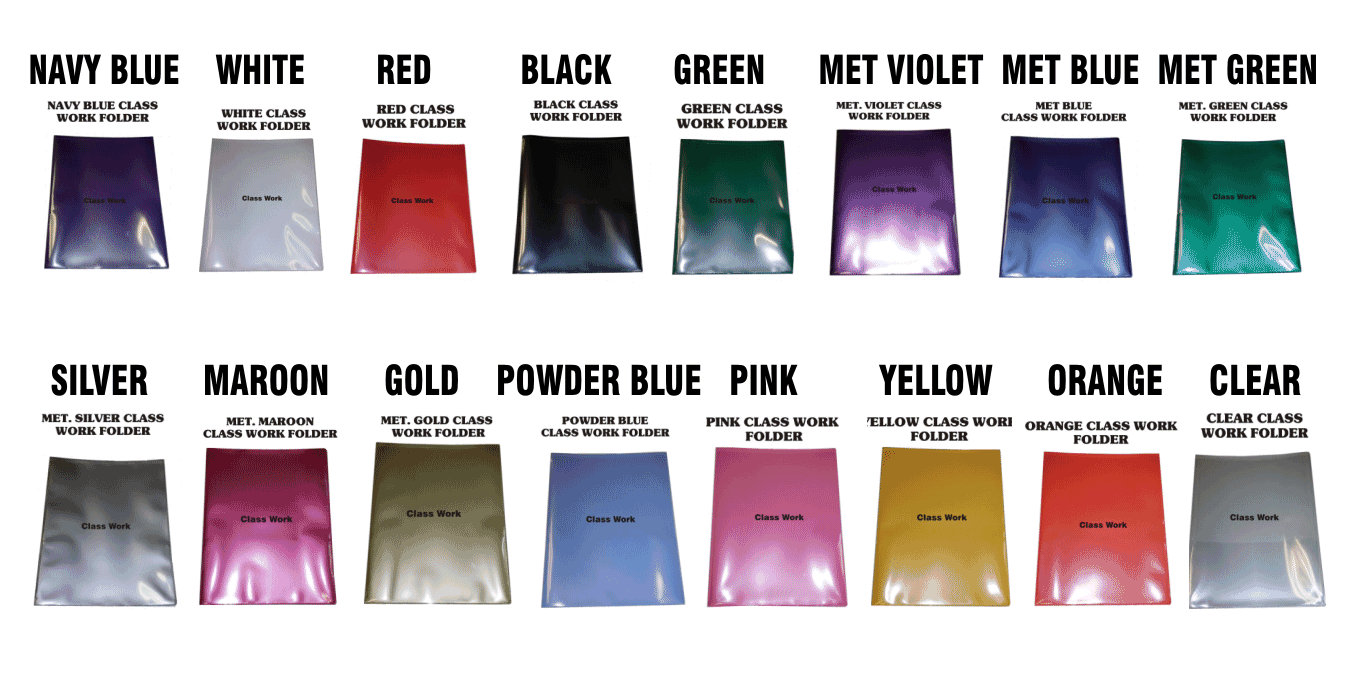 NAVY BLUE WHITE RED BLACK GREEN MET VIOLET MET BLUE MET GREEN
NAVY BLUE CLASS
WORK FOLDER
WHITE CLASS
WORK FOLDER
RED CLASS
WORK FOLDER
BLACK CLASS
WORK FOLDER
GREEN CLASS
WORK FOLDER
MET. VIOLET CLASS
WORK FOLDER
MET BLUE
CLASS WORK FOLDER
MET. GREEN CLASS
WORK FOLDER
Class Work
Class Work
Class Work
Class Work
Class Work
Class Work
Class Work
SILVER MAROON GOLD POWDER BLUE PINK YELLOW ORANGE CLEAR
MET. SILVER CLASS
WORK FOLDER
MET. MAROON
CLASS WORK FOLDER
MET. GOLD CLASS
WORK FOLDER
POWDER BLUE
CLASS WORK FOLDER
PINK CLASS WORK
FOLDER
YELLOW CLASS WORK
FOLDER
ORANGE CLASS WORK
FOLDER
CLEAR CLASS
WORK FOLDER
Class Work
Class Work
Class Work
Class Work
Class Work
Class Work
Class Work
Class Work